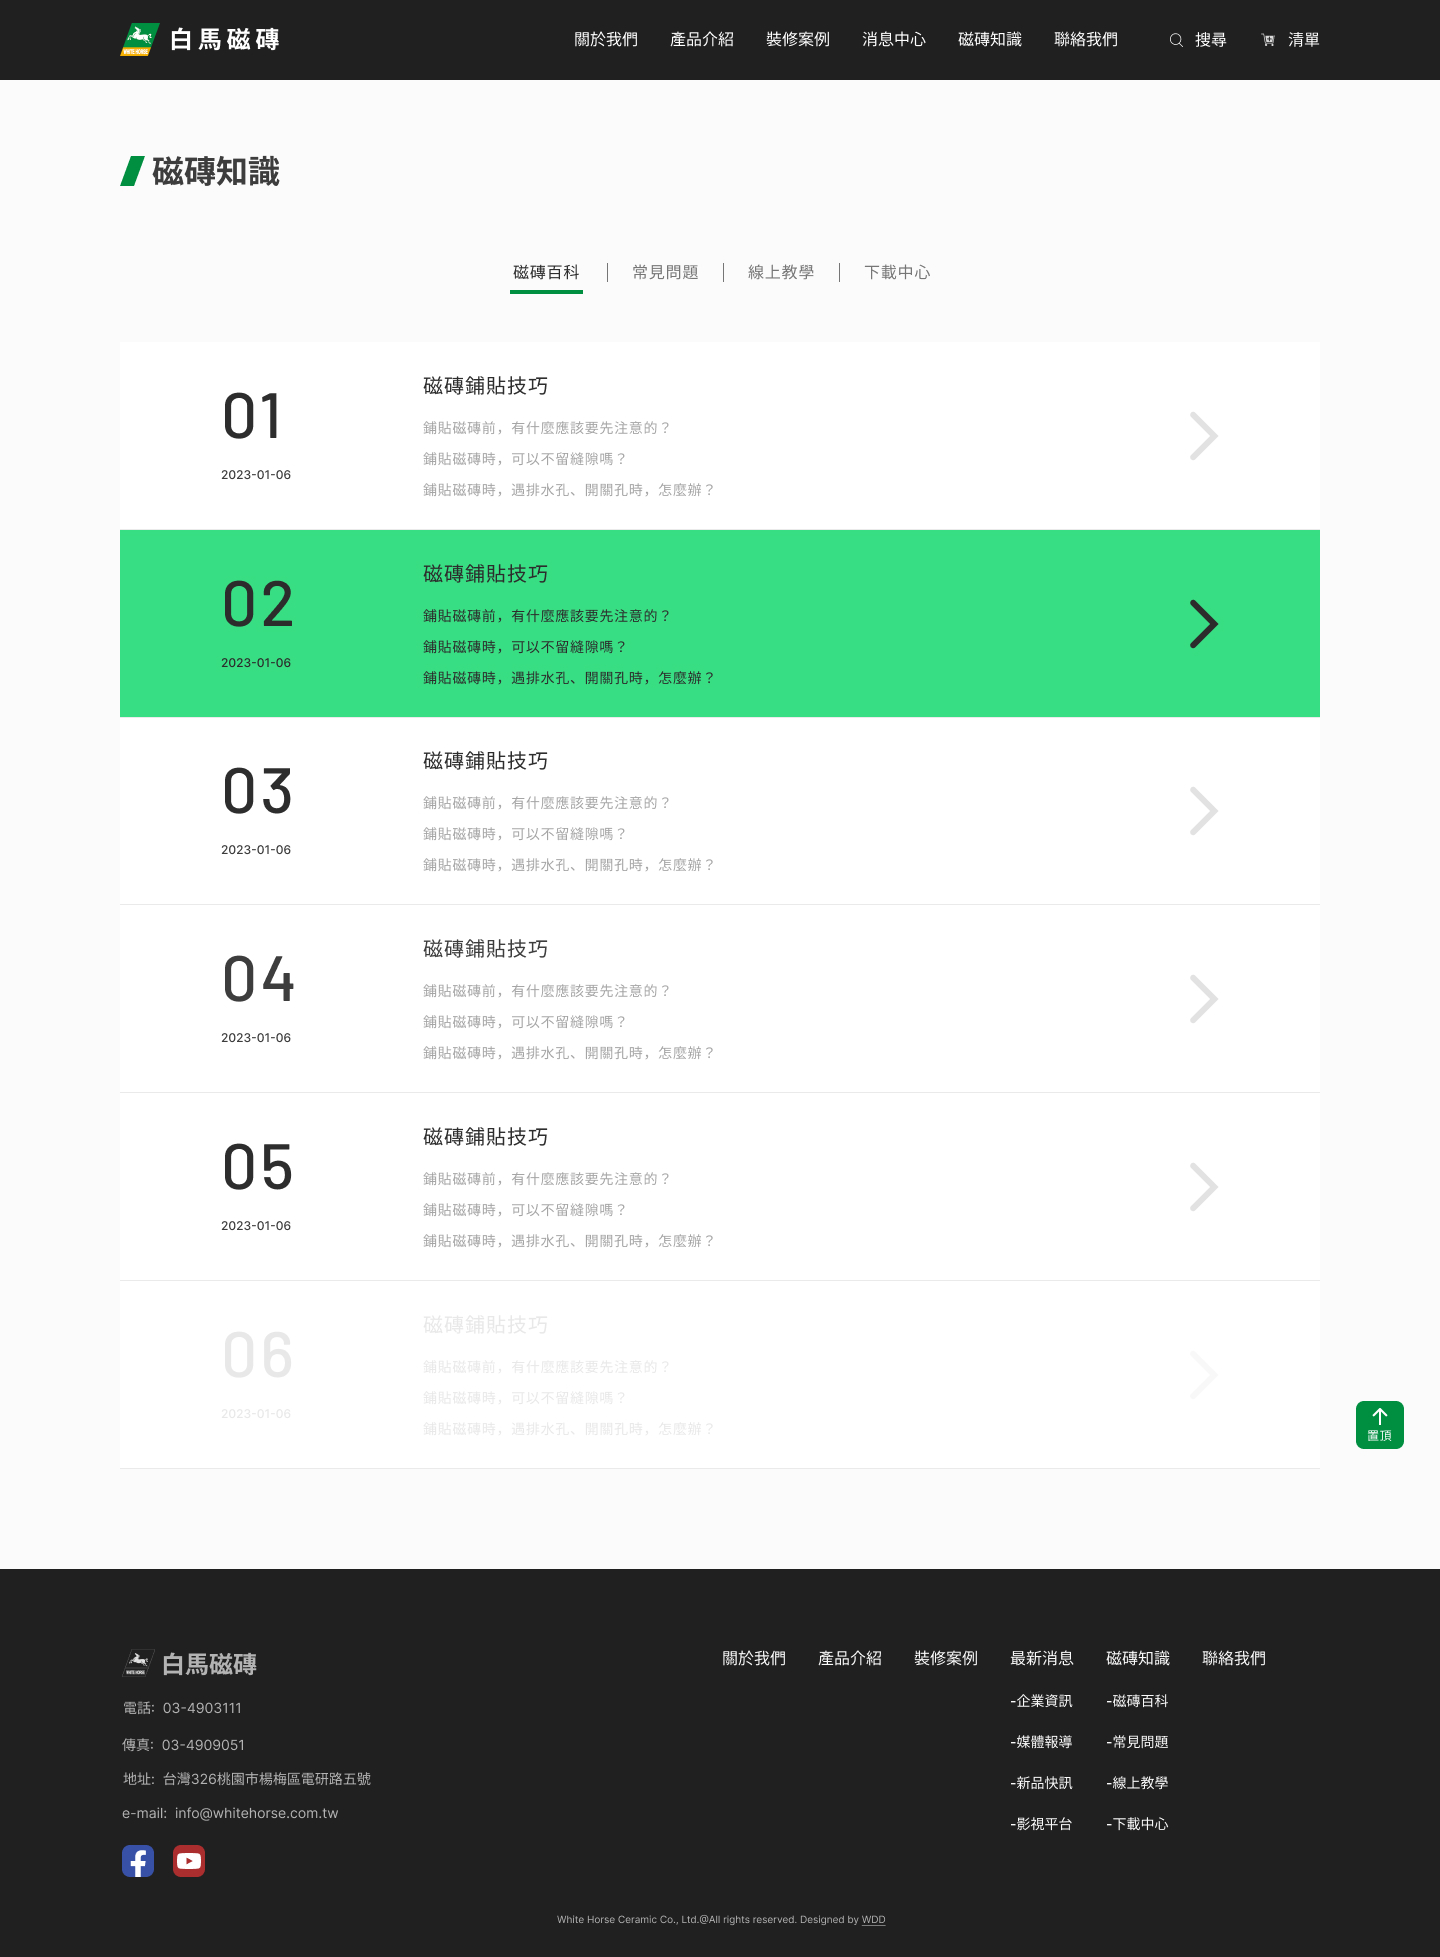 WHITE HORSE 白馬磁磚
關於我們 產品介紹 裝修案例 消息中心 磁磚知識 聯絡我們 搜尋 清單
磁磚知識
磁磚百科 常見問題 線上教學 下載中心
01
2023-01-06
磁磚鋪貼技巧
鋪貼磁磚前，有什麼應該要先注意的？
鋪貼磁磚時，可以不留縫隙嗎？
鋪貼磁磚時，遇排水孔、開關孔時，怎麼辦？
02
2023-01-06
磁磚鋪貼技巧
鋪貼磁磚前，有什麼應該要先注意的？
鋪貼磁磚時，可以不留縫隙嗎？
鋪貼磁磚時，遇排水孔、開關孔時，怎麼辦？
03
2023-01-06
磁磚鋪貼技巧
鋪貼磁磚前，有什麼應該要先注意的？
鋪貼磁磚時，可以不留縫隙嗎？
鋪貼磁磚時，遇排水孔、開關孔時，怎麼辦？
04
2023-01-06
磁磚鋪貼技巧
鋪貼磁磚前，有什麼應該要先注意的？
鋪貼磁磚時，可以不留縫隙嗎？
鋪貼磁磚時，遇排水孔、開關孔時，怎麼辦？
05
2023-01-06
磁磚鋪貼技巧
鋪貼磁磚前，有什麼應該要先注意的？
鋪貼磁磚時，可以不留縫隙嗎？
鋪貼磁磚時，遇排水孔、開關孔時，怎麼辦？
06
2023-01-06
磁磚鋪貼技巧
鋪貼磁磚前，有什麼應該要先注意的？
鋪貼磁磚時，可以不留縫隙嗎？
鋪貼磁磚時，遇排水孔、開關孔時，怎麼辦？
置頂
WHITE HORSE 白馬磁磚
電話: 03-4903111
傳真: 03-4909051
地址: 台灣326桃園市楊梅區電研路五號
e-mail: info@whitehorse.com.tw
關於我們 產品介紹 裝修案例 最新消息 磁磚知識 聯絡我們
-企業資訊 -磁磚百科
-媒體報導 -常見問題
-新品快訊 -線上教學
-影視平台 -下載中心
White Horse Ceramic Co., Ltd.@All rights reserved. Designed by WDD